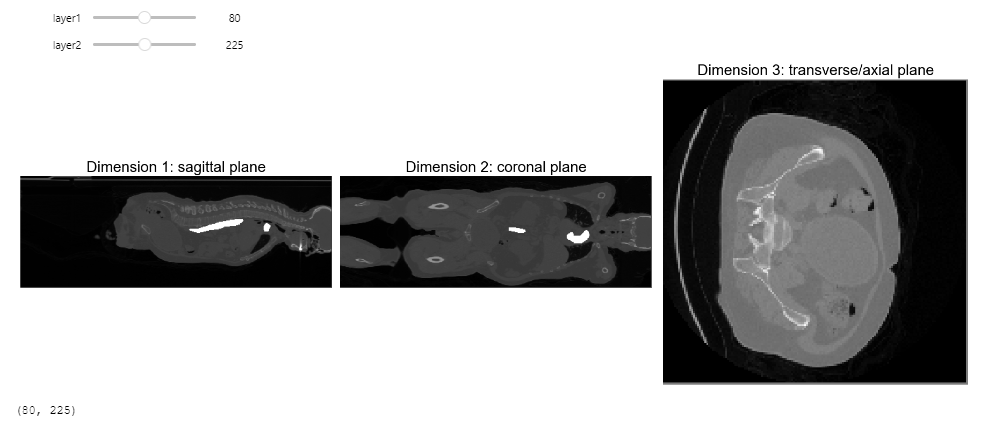 layer1 80
layer2 225
Dimension 3: transverse/axial plane
Dimension 1: sagittal plane
Dimension 2: coronal plane
(80, 225)